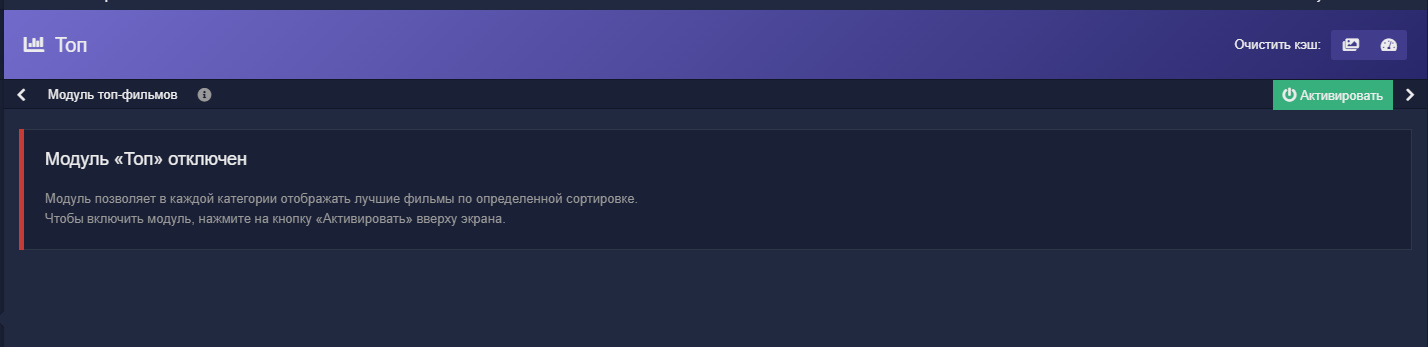 Топ
Очистить кэш:
Модуль топ-фильмов
Активировать
Модуль «Топ» отключен
Модуль позволяет в каждой категории отображать лучшие фильмы по определенной сортировке.
Чтобы включить модуль, нажмите на кнопку «Активировать» вверху экрана.